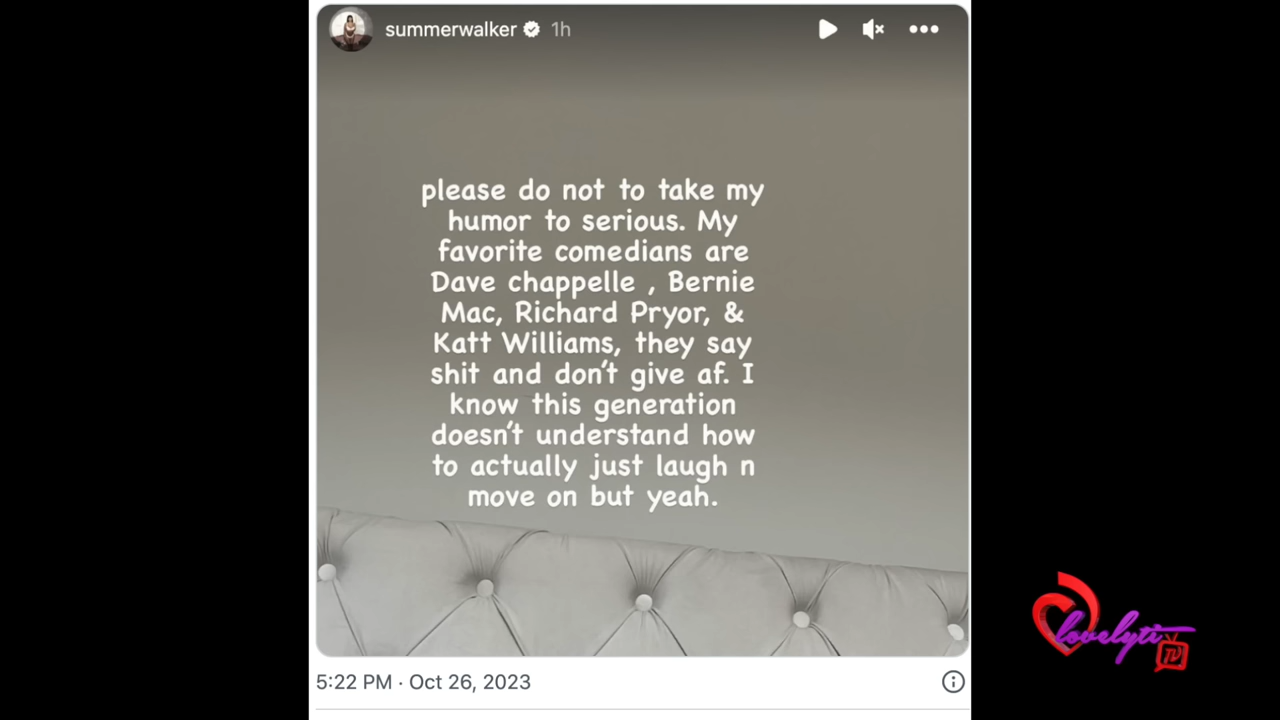 summerwalker 1h
please do not to take my
humor to serious. My
favorite comedians are
Dave chappelle , Bernie
Mac, Richard Pryor, &
Katt Williams, they say
shit and don't give af. I
know this generation
doesn't understand how
to actually just laugh n
move on but yeah.
5:22 PM · Oct 26, 2023
lovelyti
TV